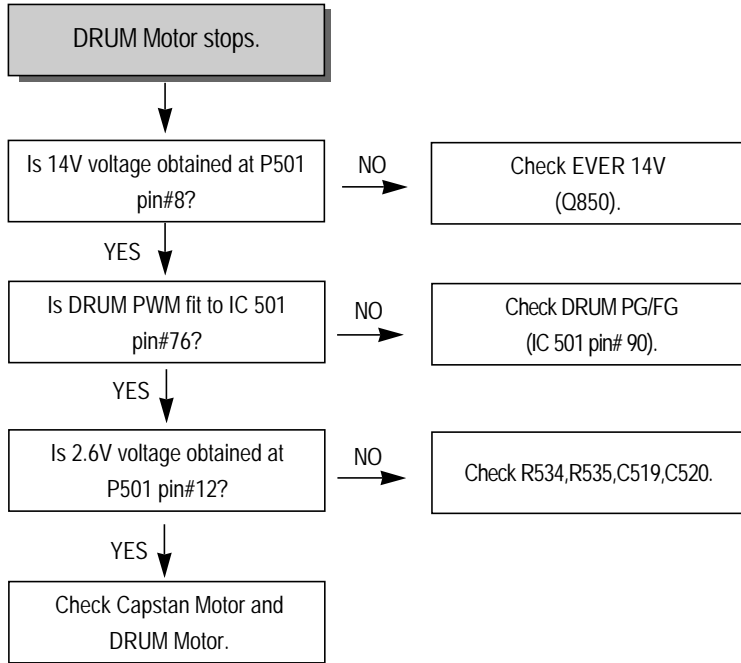 DRUM Motor stops.
Is 14V voltage obtained at P501
pin#8?
NO
Check EVER 14V
(Q850).
YES
Is DRUM PWM fit to IC 501
pin#76?
NO
Check DRUM PG/FG
(IC 501 pin# 90).
YES
Is 2.6V voltage obtained at
P501 pin#12?
NO
Check R534,R535,C519,C520.
YES
Check Capstan Motor and
DRUM Motor.